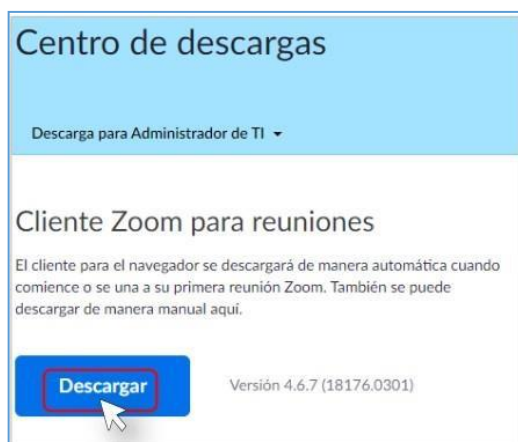 Centro de descargas
Descarga para Administrador de TI
Cliente Zoom para reuniones
El cliente para el navegador se descargará de manera automática cuando
comience o se una a su primera reunión Zoom. También se puede
descargar de manera manual aquí.
Descargar
Versión 4.6.7 (18176.0301)